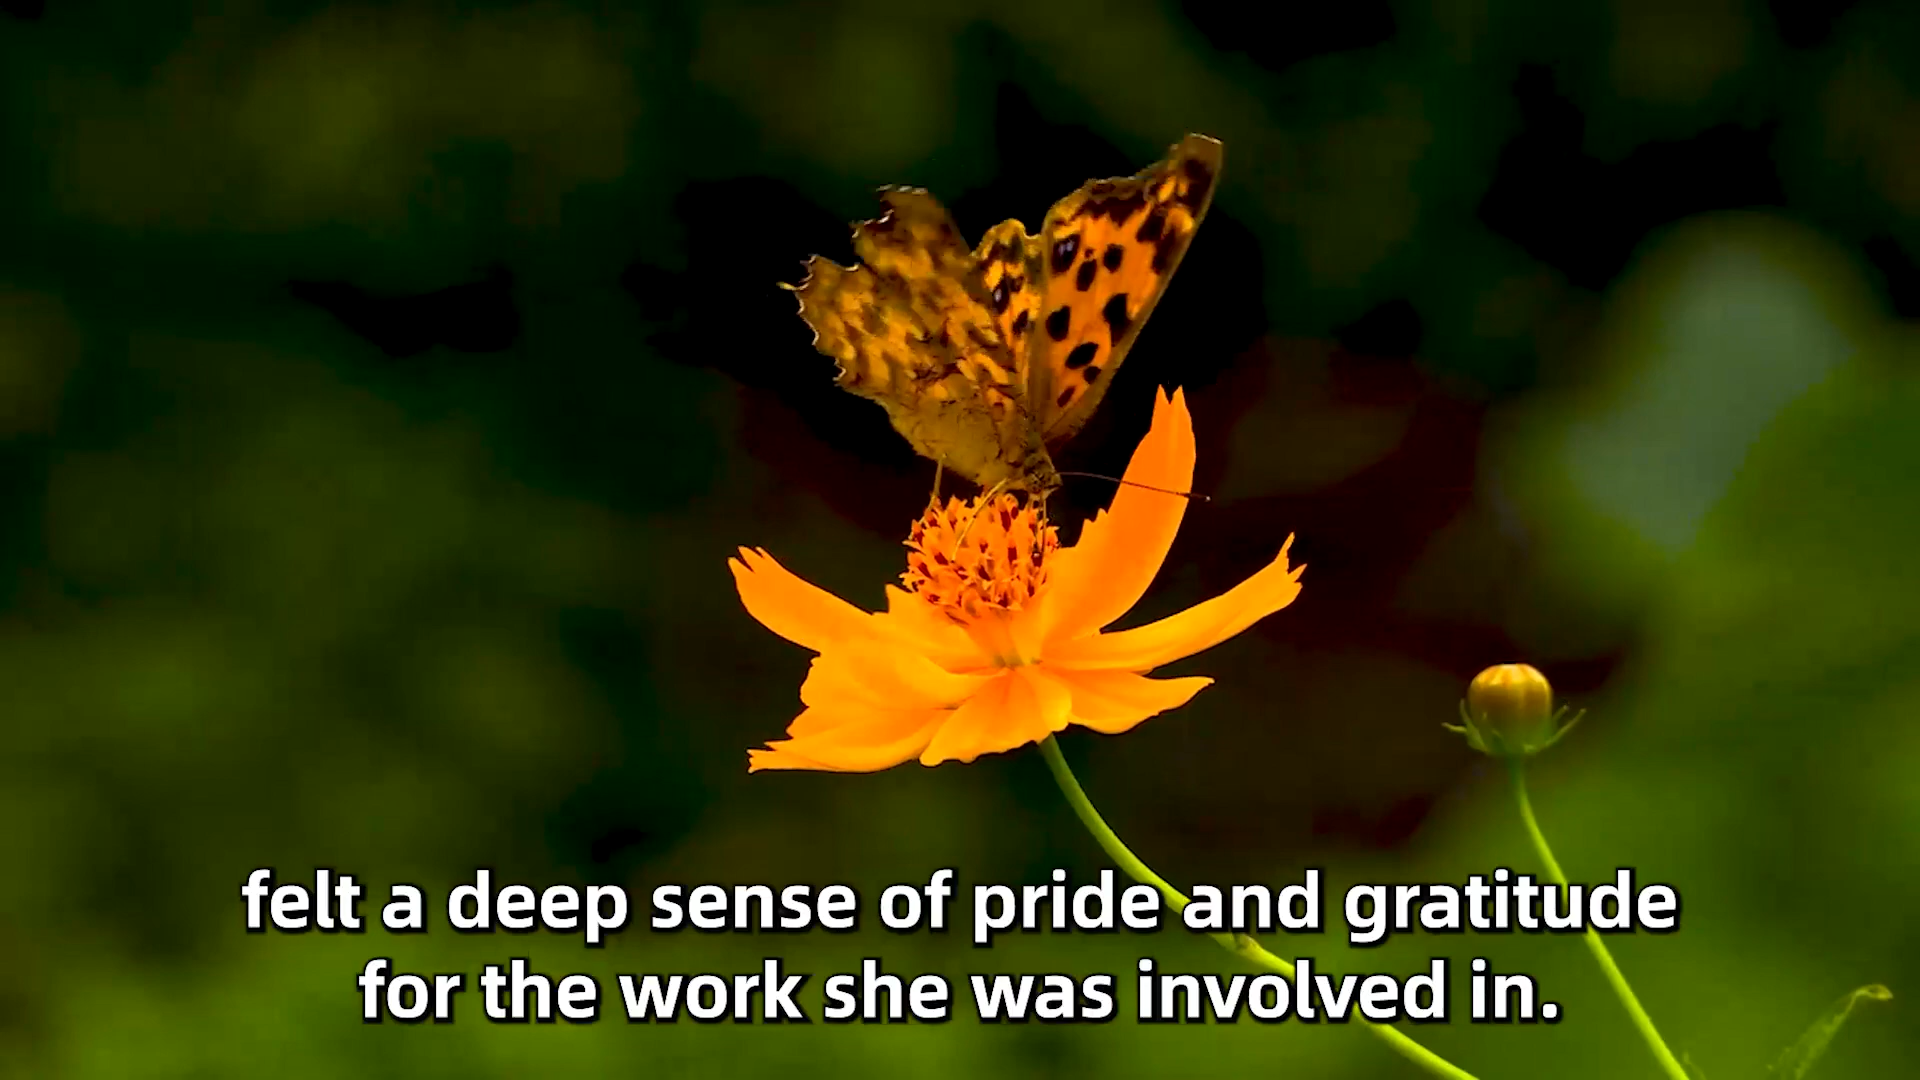 felt a deep sense of pride and gratitude
for the work she was involved in.